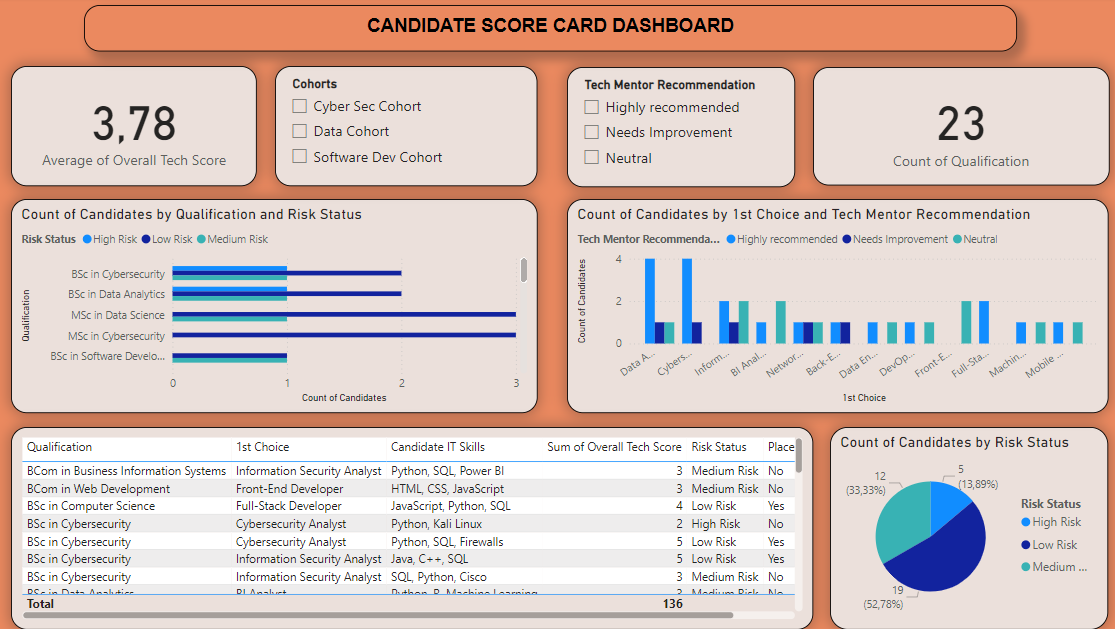 CANDIDATE SCORE CARD DASHBOARD
3,78
Average of Overall Tech Score
Cohorts
Cyber Sec Cohort
Data Cohort
Software Dev Cohort
Tech Mentor Recommendation
Highly recommended
Needs Improvement
Neutral
23
Count of Qualification
Count of Candidates by Qualification and Risk Status
Risk Status High Risk Low Risk Medium Risk
Qualification
BSc in Cybersecurity
BSc in Data Analytics
MSc in Data Science
MSc in Cybersecurity
BSc in Software Develo...
0 1 2 3
Count of Candidates
Count of Candidates by 1st Choice and Tech Mentor Recommendation
Tech Mentor Recommenda... Highly recommended Needs Improvement Neutral
Count of Candidates
4
2
0
Data A... Cybers... Inform... BI Anal... Networ... Back-E... Data En... DevOp... Front-E... Full-Sta... Machin... Mobile ...
1st Choice
Qualification 1st Choice Candidate IT Skills Sum of Overall Tech Score Risk Status Place
BCom in Business Information Systems Information Security Analyst Python, SQL, Power BI 3 Medium Risk No
BCom in Web Development Front-End Developer HTML, CSS, JavaScript 3 Medium Risk No
BSc in Computer Science Full-Stack Developer JavaScript, Python, SQL 4 Low Risk Yes
BSc in Cybersecurity Cybersecurity Analyst Python, Kali Linux 2 High Risk No
BSc in Cybersecurity Cybersecurity Analyst Python, SQL, Firewalls 5 Low Risk Yes
BSc in Cybersecurity Information Security Analyst Java, C++, SQL 5 Low Risk Yes
BSc in Cybersecurity Information Security Analyst SQL, Python, Cisco 3 Medium Risk No
BSc in Data Analytics BI Analyst Python, R, Machine Learning 3 Medium Risk No
Total 136
Count of Candidates by Risk Status
5
(13,89%)
12
(33,33%)
19
(52,78%)
Risk Status
High Risk
Low Risk
Medium ...